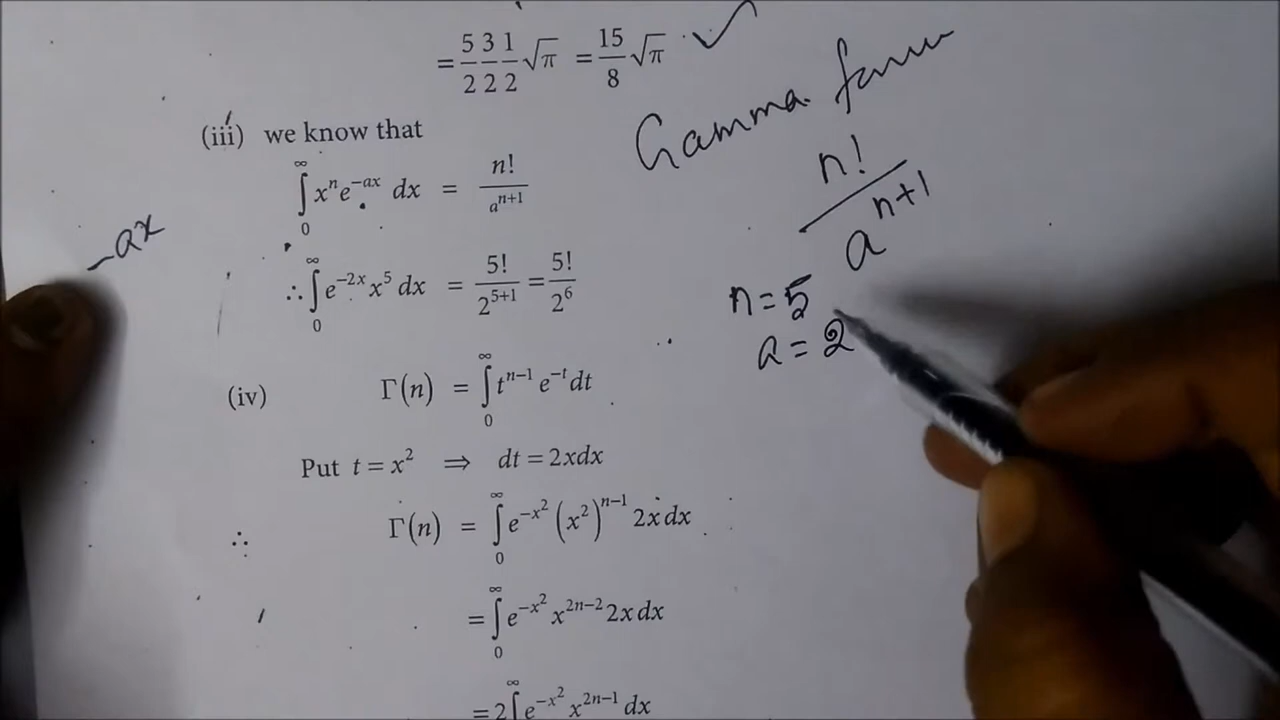 = 5/2 3/2 1/2 √π = 15/8 √π ✓
Gamma
(iii) we know that
∫₀^∞ xⁿ e^(−ax) dx = n!/a^(n+1)
n!/a^(n+1)
−ax
∴ ∫₀^∞ e^(−2x) x⁵ dx = 5!/2^(5+1) = 5!/2⁶
n = 5
a = 2
(iv) Γ(n) = ∫₀^∞ t^(n−1) e^(−t) dt
Put t = x² ⇒ dt = 2xdx
∴ Γ(n) = ∫₀^∞ e^(−x²) (x²)^(n−1) 2x dx
= ∫₀^∞ e^(−x²) x^(2n−2) 2x dx
= 2∫₀^∞ e^(−x²) x^(2n−1) dx